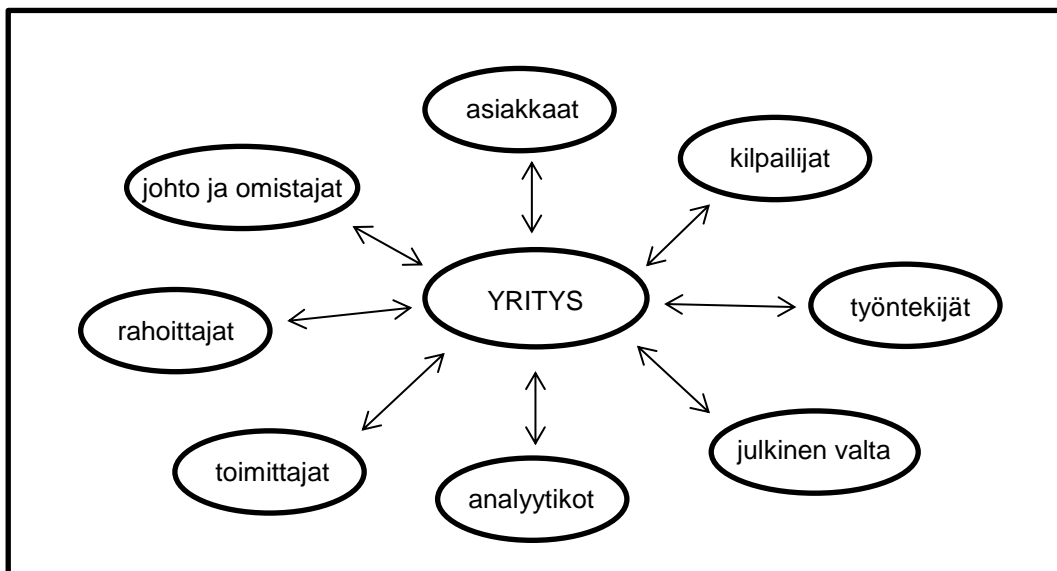 asiakkaat
kilpailijat
johto ja omistajat
YRITYS
työntekijät
rahoittajat
julkinen valta
toimittajat
analyytikot